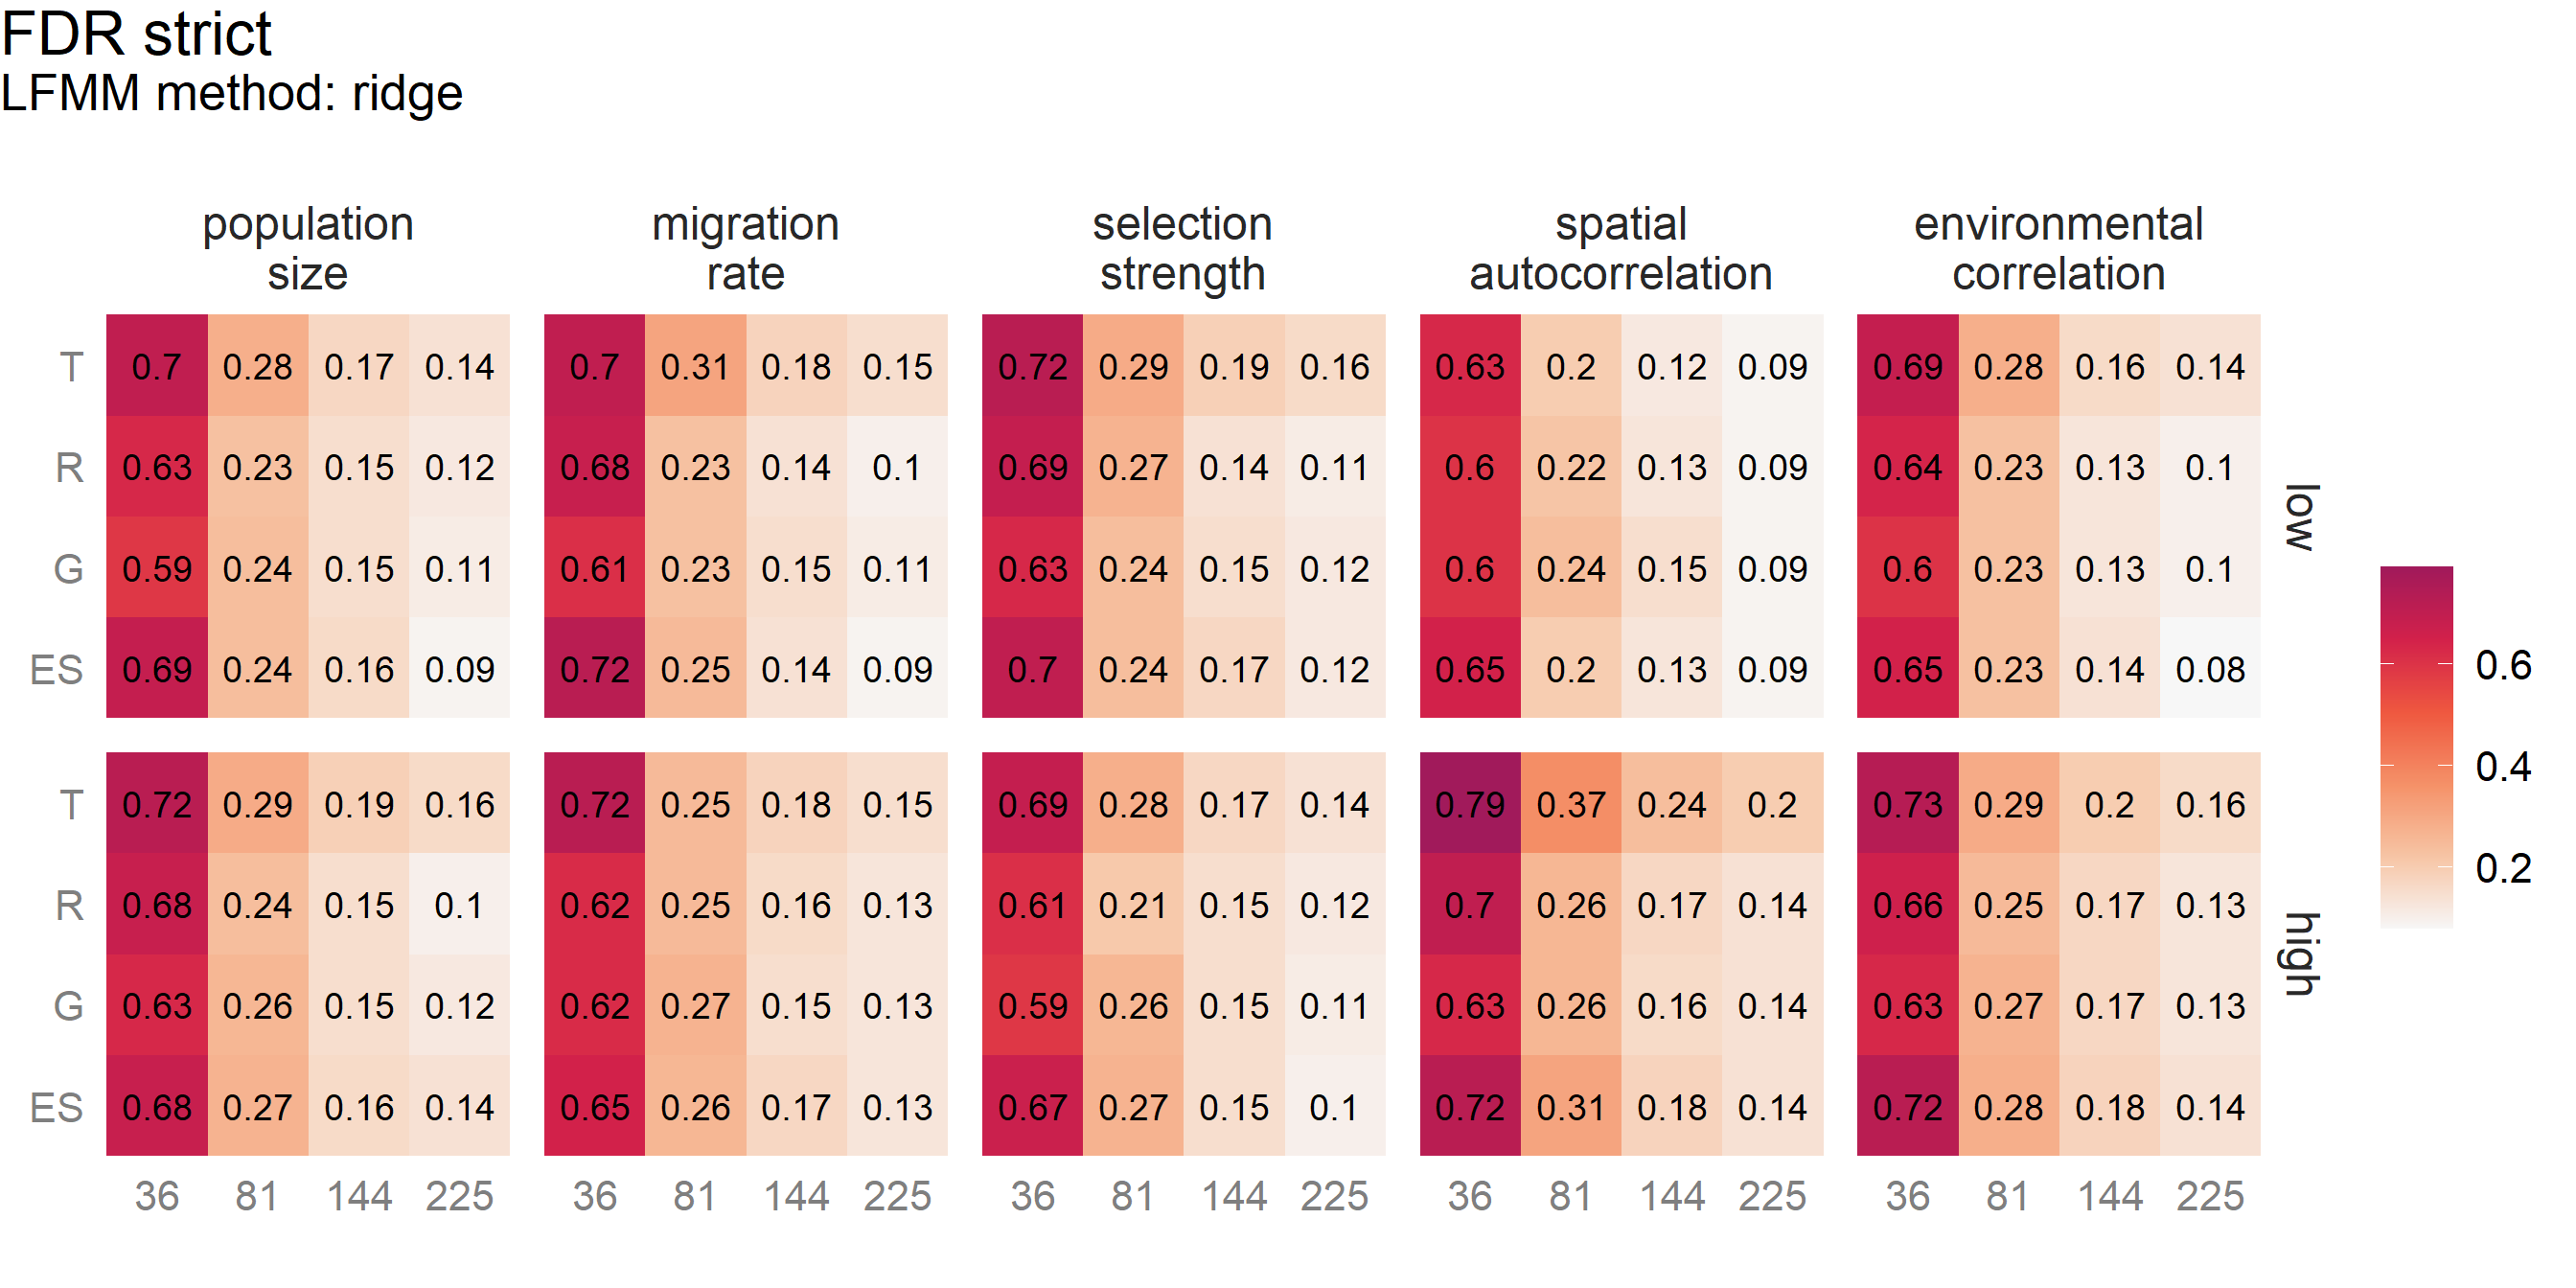 FDR strict
LFMM method: ridge
population size
migration rate
selection strength
spatial autocorrelation
environmental correlation
T 0.7 0.28 0.17 0.14 0.7 0.31 0.18 0.15 0.72 0.29 0.19 0.16 0.63 0.2 0.12 0.09 0.69 0.28 0.16 0.14
R 0.63 0.23 0.15 0.12 0.68 0.23 0.14 0.1 0.69 0.27 0.14 0.11 0.6 0.22 0.13 0.09 0.64 0.23 0.13 0.1
G 0.59 0.24 0.15 0.11 0.61 0.23 0.15 0.11 0.63 0.24 0.15 0.12 0.6 0.24 0.15 0.09 0.6 0.23 0.13 0.1
ES 0.69 0.24 0.16 0.09 0.72 0.25 0.14 0.09 0.7 0.24 0.17 0.12 0.65 0.2 0.13 0.09 0.65 0.23 0.14 0.08
low
T 0.72 0.29 0.19 0.16 0.72 0.25 0.18 0.15 0.69 0.28 0.17 0.14 0.79 0.37 0.24 0.2 0.73 0.29 0.2 0.16
R 0.68 0.24 0.15 0.1 0.62 0.25 0.16 0.13 0.61 0.21 0.15 0.12 0.7 0.26 0.17 0.14 0.66 0.25 0.17 0.13
G 0.63 0.26 0.15 0.12 0.62 0.27 0.15 0.13 0.59 0.26 0.15 0.11 0.63 0.26 0.16 0.14 0.63 0.27 0.17 0.13
ES 0.68 0.27 0.16 0.14 0.65 0.26 0.17 0.13 0.67 0.27 0.15 0.1 0.72 0.31 0.18 0.14 0.72 0.28 0.18 0.14
high
36 81 144 225 36 81 144 225 36 81 144 225 36 81 144 225 36 81 144 225
0.6
0.4
0.2